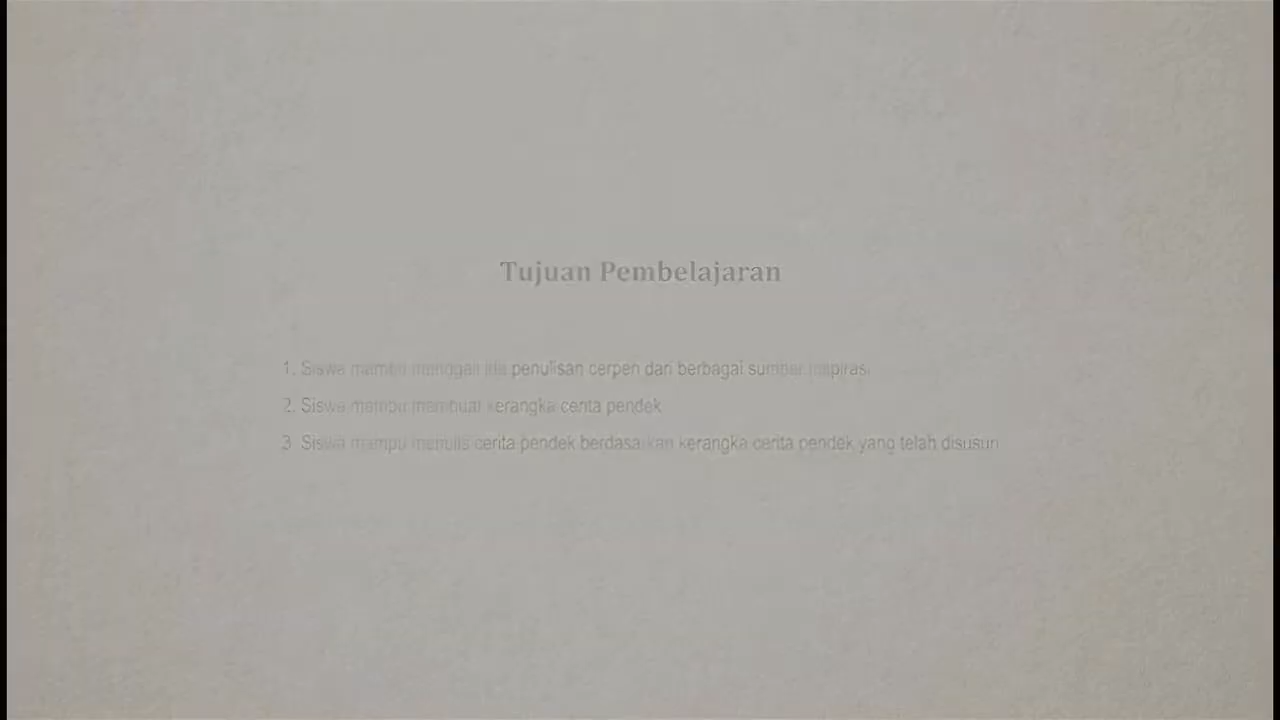 Tujuan Pembelajaran
1. Siswa mampu menggali ide penulisan cerpen dari berbagai sumber inspirasi
2. Siswa mampu membuat kerangka cerita pendek
3. Siswa mampu menulis cerita pendek berdasarkan kerangka cerita pendek yang telah disusun